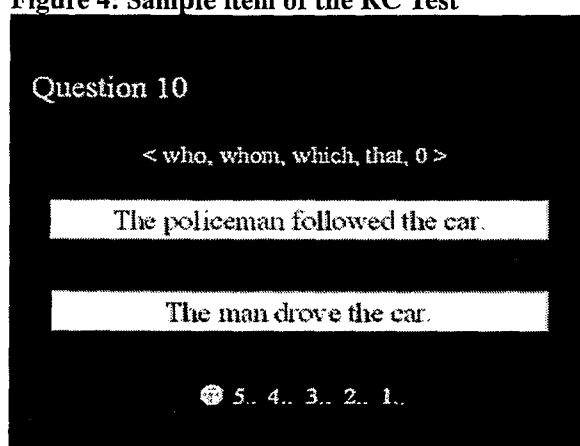 Figure 4: Sample item of the RC Test
Question 10
< who, whom, which, that, 0 >
The policeman followed the car.
The man drove the car.
5.. 4.. 3.. 2.. 1..